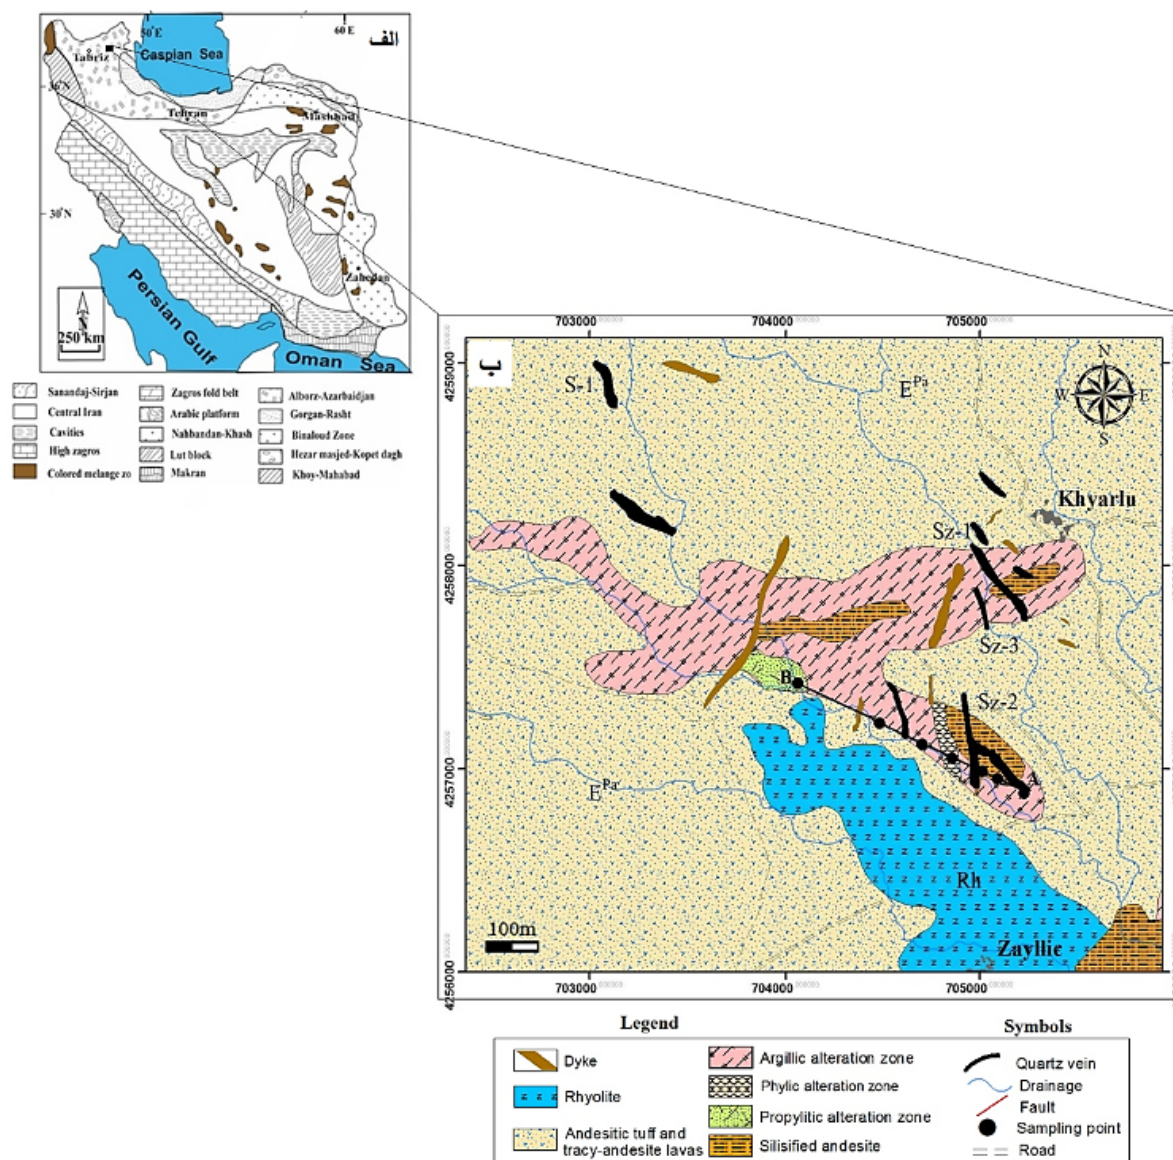 الف
50°E
60°E
Caspian Sea
Tabriz
36°N
Tehran
Mashhad
30°N
Zahedan
Persian Gulf
Oman Sea
N
250 km
Sanandaj-Sirjan
Zagros fold belt
Alborz-Azarbaidjan
Central Iran
Arabic platform
Gorgan-Rasht
Cavities
Nahbandan-Khash
Binaloud Zone
High zagros
Lut block
Hezar masjed-Kopet dagh
Colored melange zo
Makran
Khoy-Mahabad
703000
704000
705000
4259000
4258000
4257000
4256000
ب
S-1
E Pa
N
W E
S
Khyarlu
Sz-1
Sz-3
B
Sz-2
A
E Pa
Rh
Zayllic
100m
703000
704000
705000
Legend
Symbols
Dyke
Argillic alteration zone
Quartz vein
Rhyolite
Phylic alteration zone
Drainage
Fault
Propylitic alteration zone
Sampling point
Andesitic tuff and
tracy-andesite lavas
Silisified andesite
Road